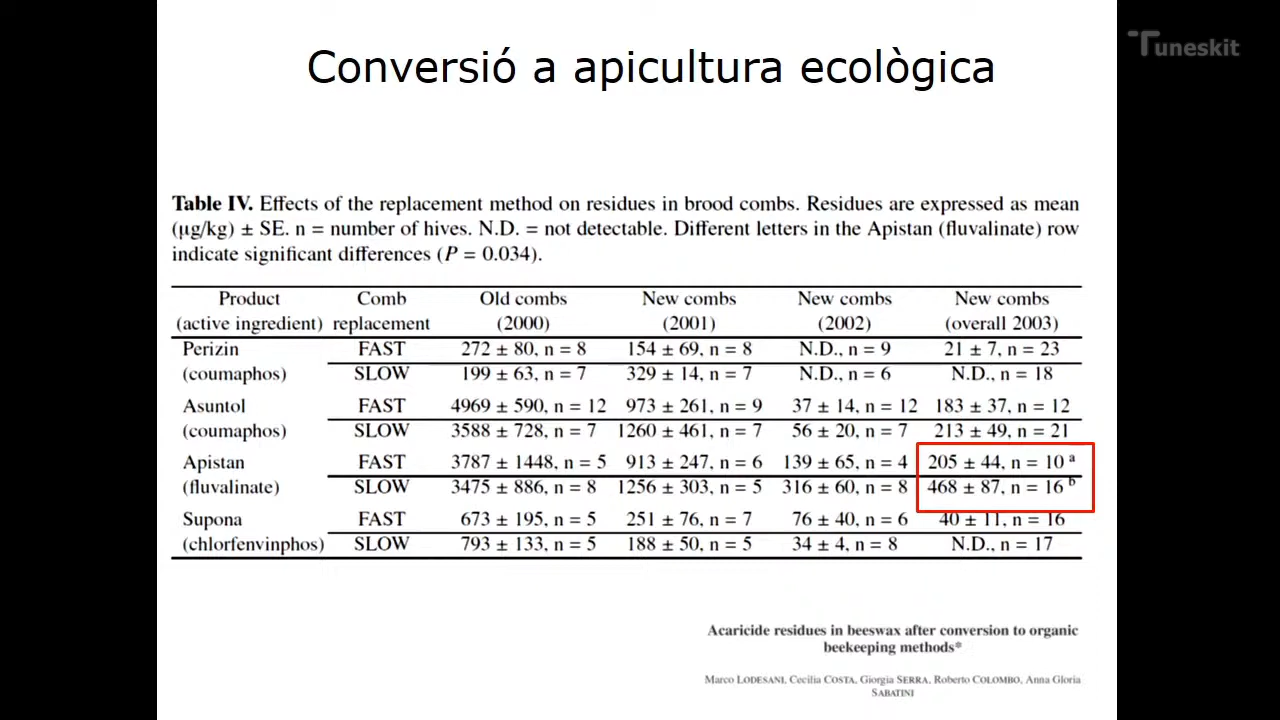 Tuneskit
Conversió a apicultura ecològica
Table IV. Effects of the replacement method on residues in brood combs. Residues are expressed as mean
(μg/kg) ± SE. n = number of hives. N.D. = not detectable. Different letters in the Apistan (fluvalinate) row
indicate significant differences (P = 0.034).
Product Comb Old combs New combs New combs New combs
(active ingredient) replacement (2000) (2001) (2002) (overall 2003)
Perizin FAST 272 ± 80, n = 8 154 ± 69, n = 8 N.D., n = 9 21 ± 7, n = 23
(coumaphos) SLOW 199 ± 63, n = 7 329 ± 14, n = 7 N.D., n = 6 N.D., n = 18
Asuntol FAST 4969 ± 590, n = 12 973 ± 261, n = 9 37 ± 14, n = 12 183 ± 37, n = 12
(coumaphos) SLOW 3588 ± 728, n = 7 1260 ± 461, n = 7 56 ± 20, n = 7 213 ± 49, n = 21
Apistan FAST 3787 ± 1448, n = 5 913 ± 247, n = 6 139 ± 65, n = 4 205 ± 44, n = 10 a
(fluvalinate) SLOW 3475 ± 886, n = 8 1256 ± 303, n = 5 316 ± 60, n = 8 468 ± 87, n = 16 b
Supona FAST 673 ± 195, n = 5 251 ± 76, n = 7 76 ± 40, n = 6 40 ± 11, n = 16
(chlorfenvinphos) SLOW 793 ± 133, n = 5 188 ± 50, n = 5 34 ± 4, n = 8 N.D., n = 17
Acaricide residues in beeswax after conversion to organic
beekeeping methods*
Marco LODESANI, Cecilia COSTA, Giorgia SERRA, Roberto COLOMBO, Anna Gloria
SABATINI